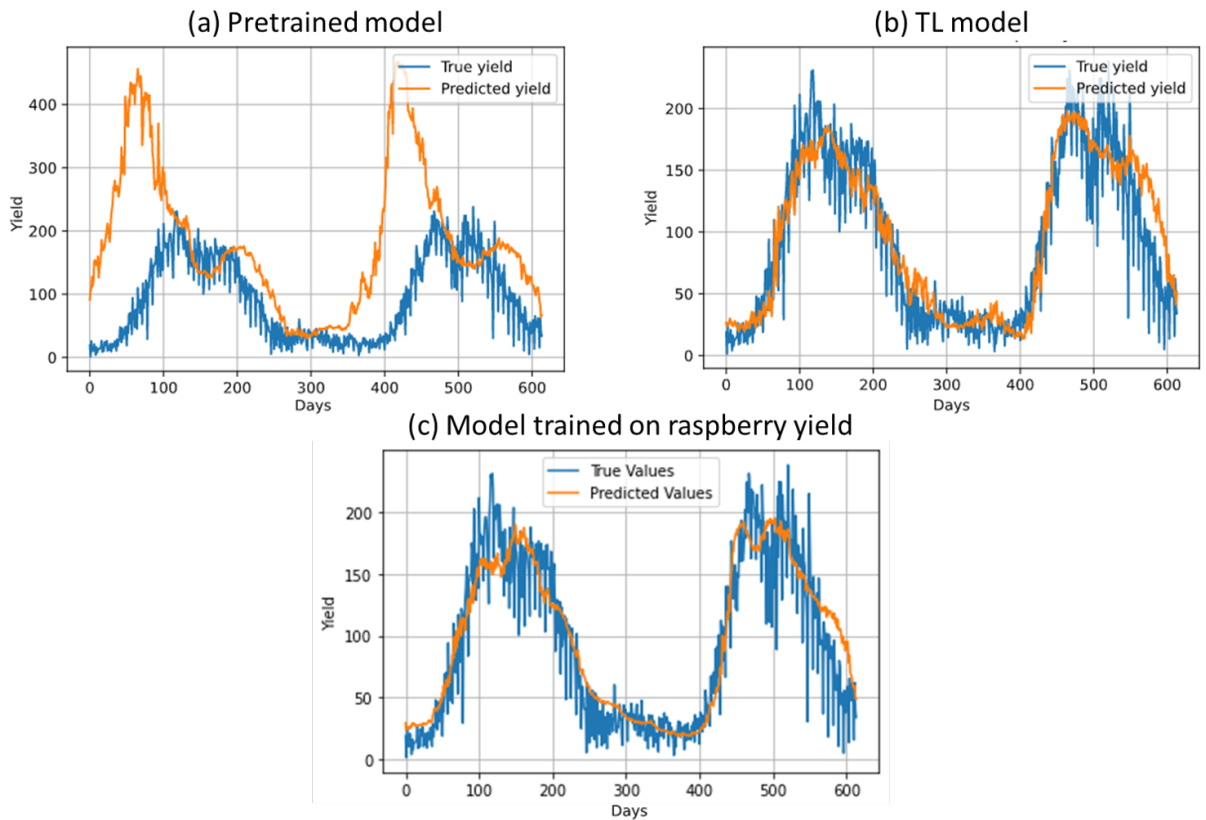 (a) Pretrained model
(b) TL model
True yield
Predicted yield
400
300
200
100
0
Yield
0 100 200 300 400 500 600
Days
True yield
Predicted yield
200
150
100
50
0
Yield
0 100 200 300 400 500 600
Days
(c) Model trained on raspberry yield
True Values
Predicted Values
200
150
100
50
0
Yield
0 100 200 300 400 500 600
Days